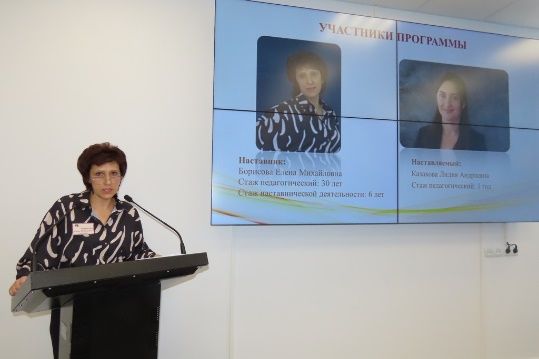 УЧАСТНИКИ ПРОГРАММЫ
Наставник:
Борисова Елена Михайловна
Стаж педагогический: 30 лет
Стаж наставнической деятельности: 6 лет
Наставляемый:
Лидия Андреевна
Стаж педагогический: 1 год